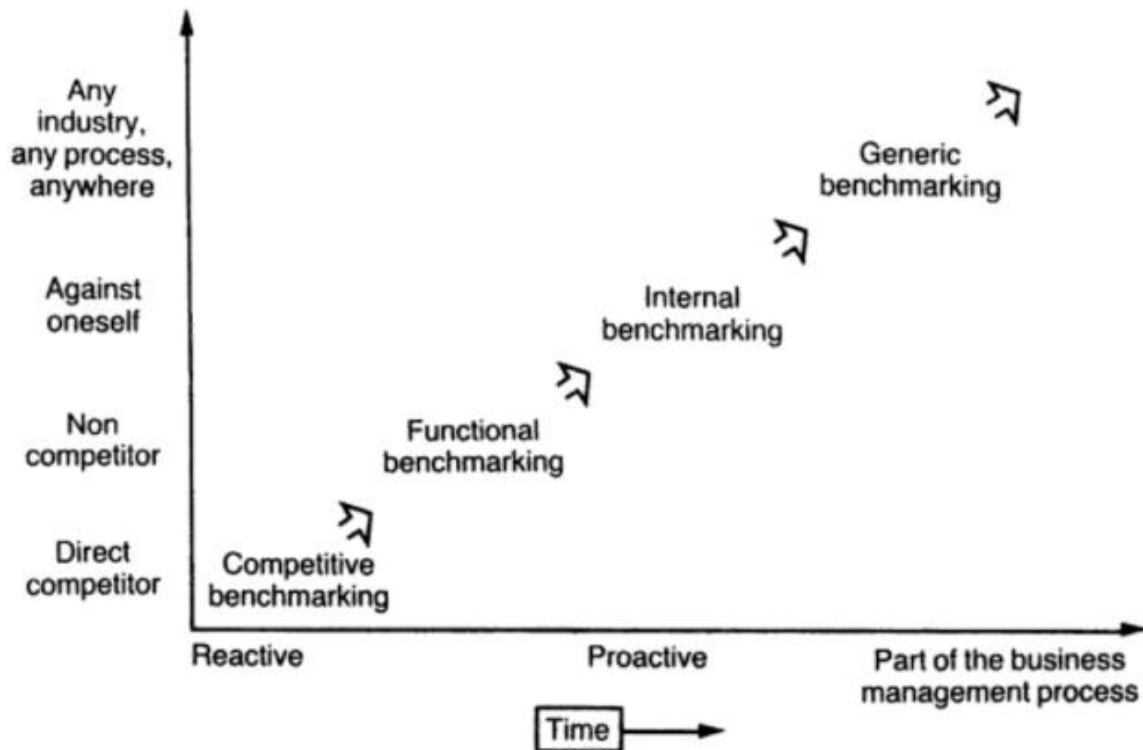 Any
industry,
any process,
anywhere
Generic
benchmarking
Against
oneself
Internal
benchmarking
Non
competitor
Functional
benchmarking
Direct
competitor
Competitive
benchmarking
Reactive
Proactive
Part of the business
management process
Time